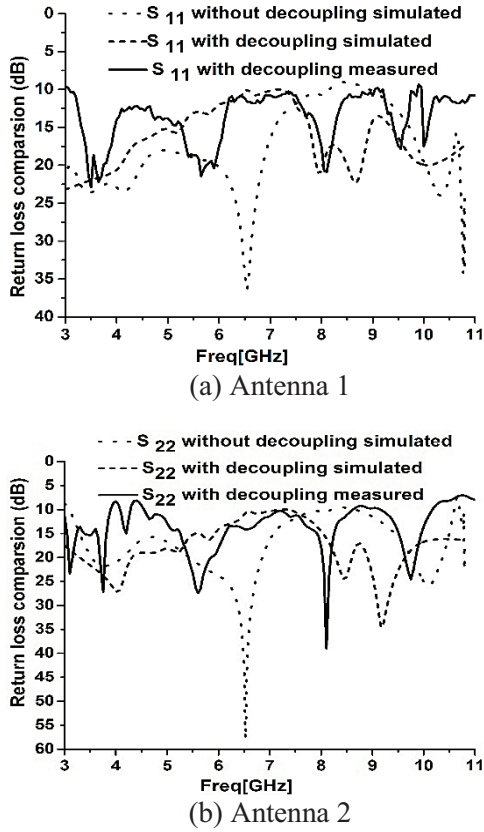 S 11 without decoupling simulated
S 11 with decoupling simulated
S 11 with decoupling measured
Return loss comparsion (dB)
0
5
10
15
20
25
30
35
40
3 4 5 6 7 8 9 10 11
Freq[GHz]
(a) Antenna 1
S 22 without decoupling simulated
S 22 with decoupling simulated
S22 with decoupling measured
Return loss comparsion (dB)
0
5
10
15
20
25
30
35
40
45
50
55
60
3 4 5 6 7 8 9 10 11
Freq[GHz]
(b) Antenna 2